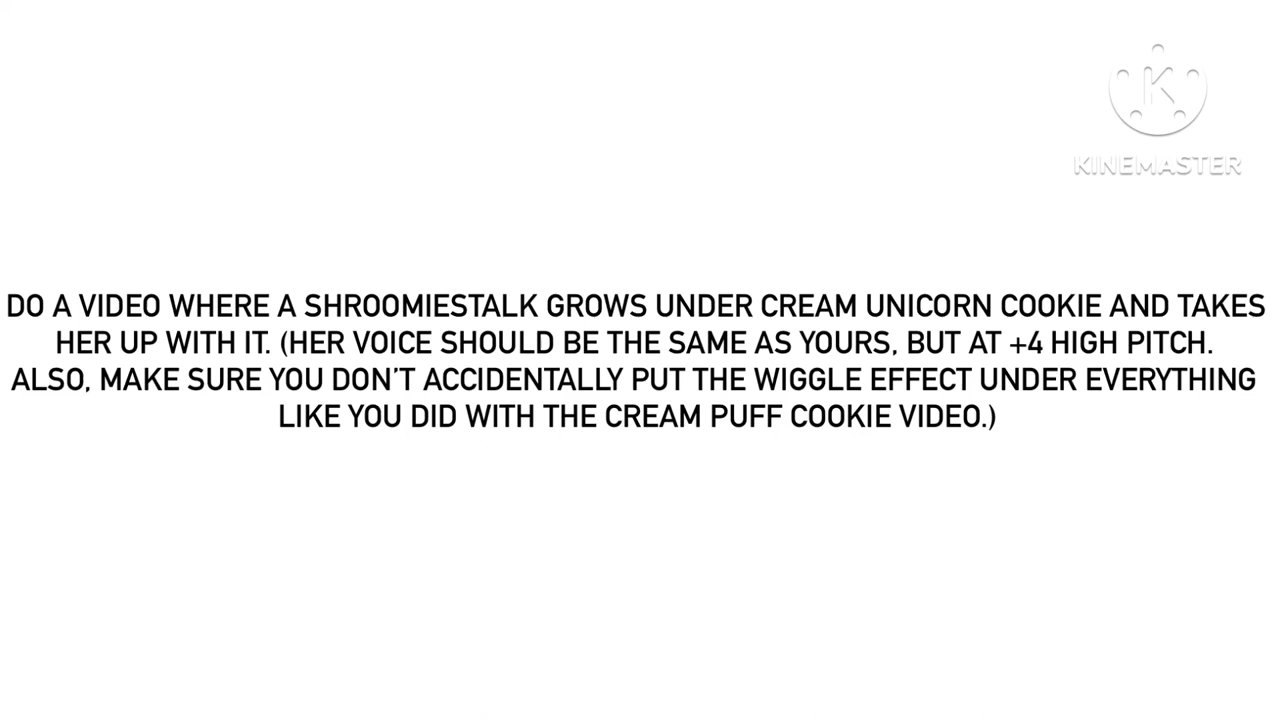 K
KINEMASTER
DO A VIDEO WHERE A SHROOMIESTALK GROWS UNDER CREAM UNICORN COOKIE AND TAKES
HER UP WITH IT. (HER VOICE SHOULD BE THE SAME AS YOURS, BUT AT +4 HIGH PITCH.
ALSO, MAKE SURE YOU DON’T ACCIDENTALLY PUT THE WIGGLE EFFECT UNDER EVERYTHING
LIKE YOU DID WITH THE CREAM PUFF COOKIE VIDEO.)